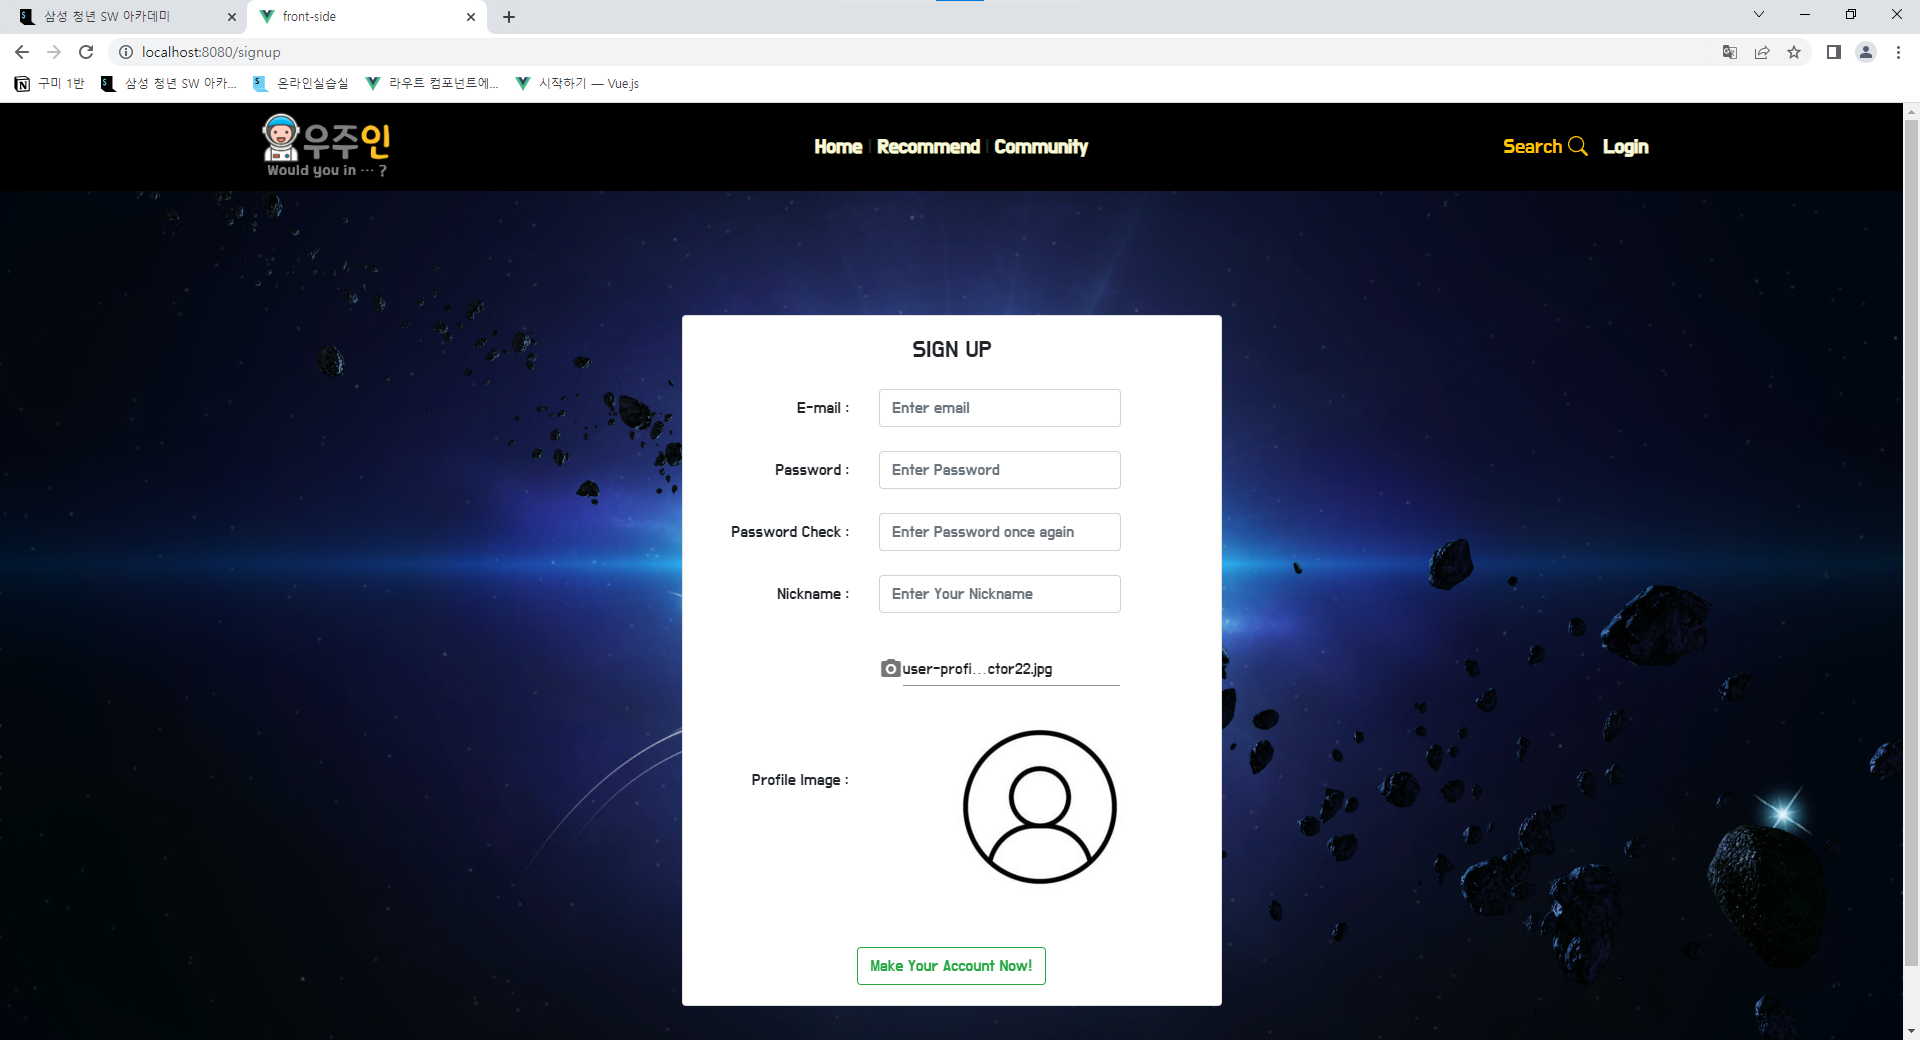 삼성 청년 SW 아카데미
front-side
localhost:8080/signup
구미 1반
삼성 청년 SW 아카...
온라인실습실
라우트 컴포넌트에...
시작하기 — Vue.js
우주인
Would you in ··· ?
Home | Recommend | Community
Search
Login
SIGN UP
E-mail :
Enter email
Password :
Enter Password
Password Check :
Enter Password once again
Nickname :
Enter Your Nickname
user-profi…ctor22.jpg
Profile Image :
Make Your Account Now!